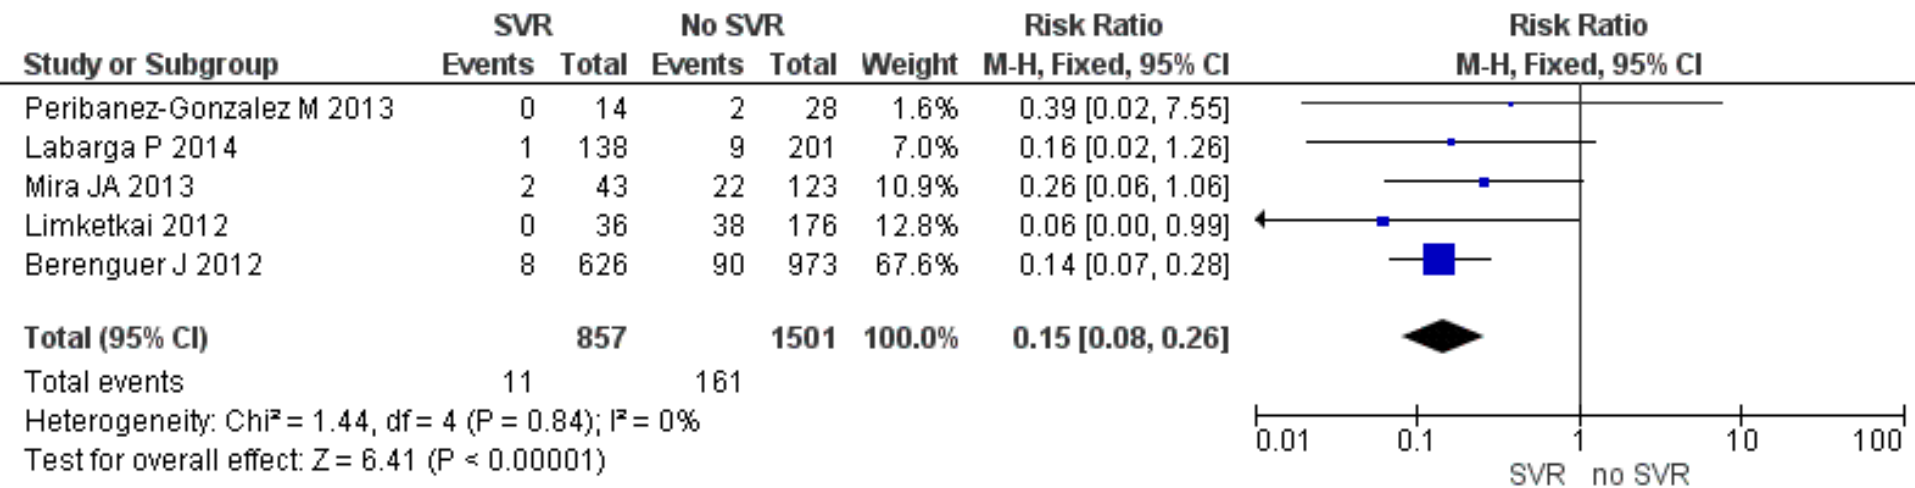 SVR No SVR Risk Ratio Risk Ratio
Study or Subgroup Events Total Events Total Weight M-H, Fixed, 95% CI M-H, Fixed, 95% CI
Peribanez-Gonzalez M 2013 0 14 2 28 1.6% 0.39 [0.02, 7.55]
Labarga P 2014 1 138 9 201 7.0% 0.16 [0.02, 1.26]
Mira JA 2013 2 43 22 123 10.9% 0.26 [0.06, 1.06]
Limketkai 2012 0 36 38 176 12.8% 0.06 [0.00, 0.99]
Berenguer J 2012 8 626 90 973 67.6% 0.14 [0.07, 0.28]
Total (95% CI) 857 1501 100.0% 0.15 [0.08, 0.26]
Total events 11 161
Heterogeneity: Chi² = 1.44, df = 4 (P = 0.84); I² = 0%
Test for overall effect: Z = 6.41 (P < 0.00001)
0.01 0.1 1 10 100
SVR no SVR